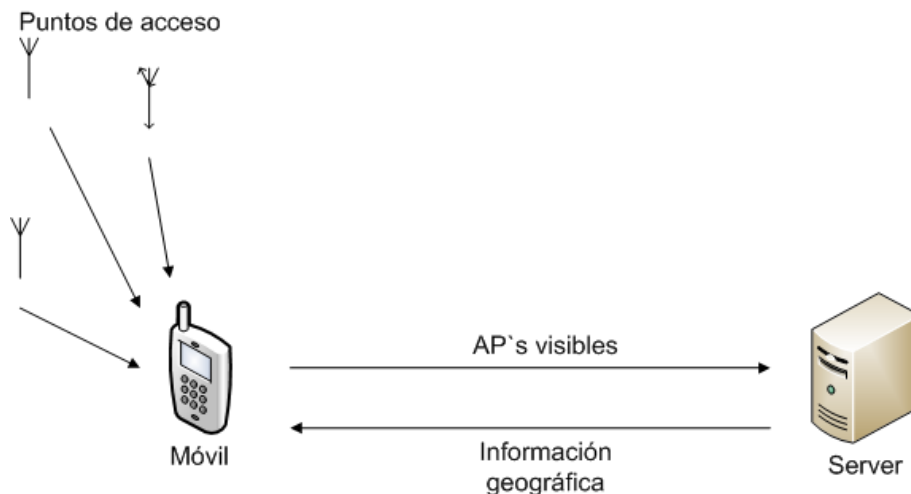 Puntos de acceso
AP`s visibles
Móvil
Información
geográfica
Server